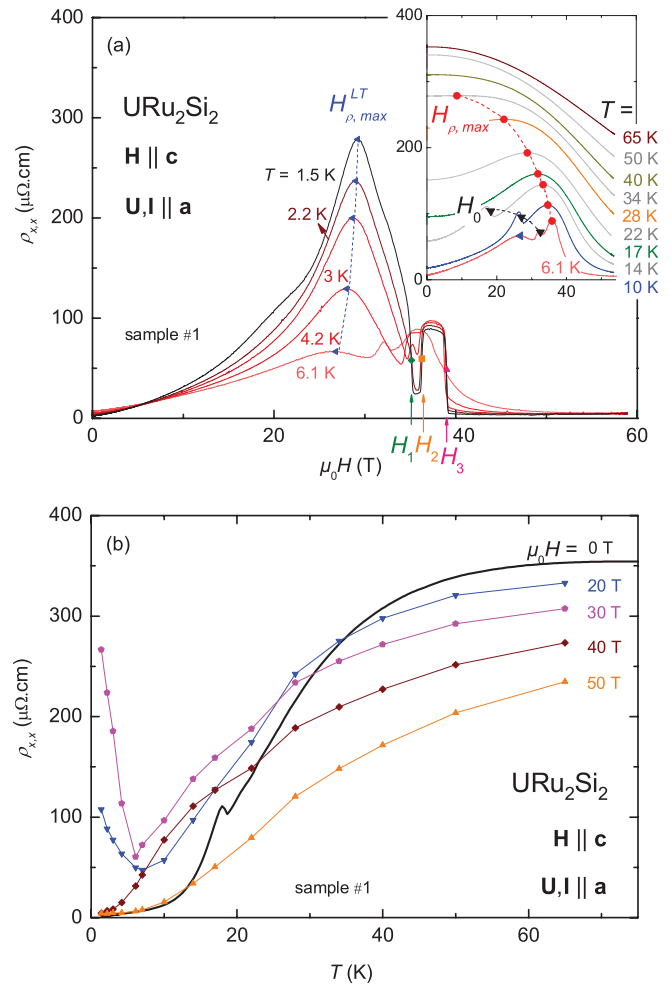 (a)
URu₂Si₂
H || c
U,I || a
sample #1
H^LT_ρ, max
T = 1.5 K
2.2 K
3 K
4.2 K
6.1 K
H₁
H₂
H₃
ρx,x (μΩ.cm)
400
300
200
100
0
0
20
40
60
μ₀H (T)
400
200
0
0
20
40
H_ρ, max
H₀
T =
65 K
50 K
40 K
34 K
28 K
22 K
17 K
14 K
10 K
6.1 K
(b)
μ₀H = 0 T
20 T
30 T
40 T
50 T
URu₂Si₂
H || c
U,I || a
sample #1
ρx,x (μΩ.cm)
400
300
200
100
0
0
20
40
60
T (K)